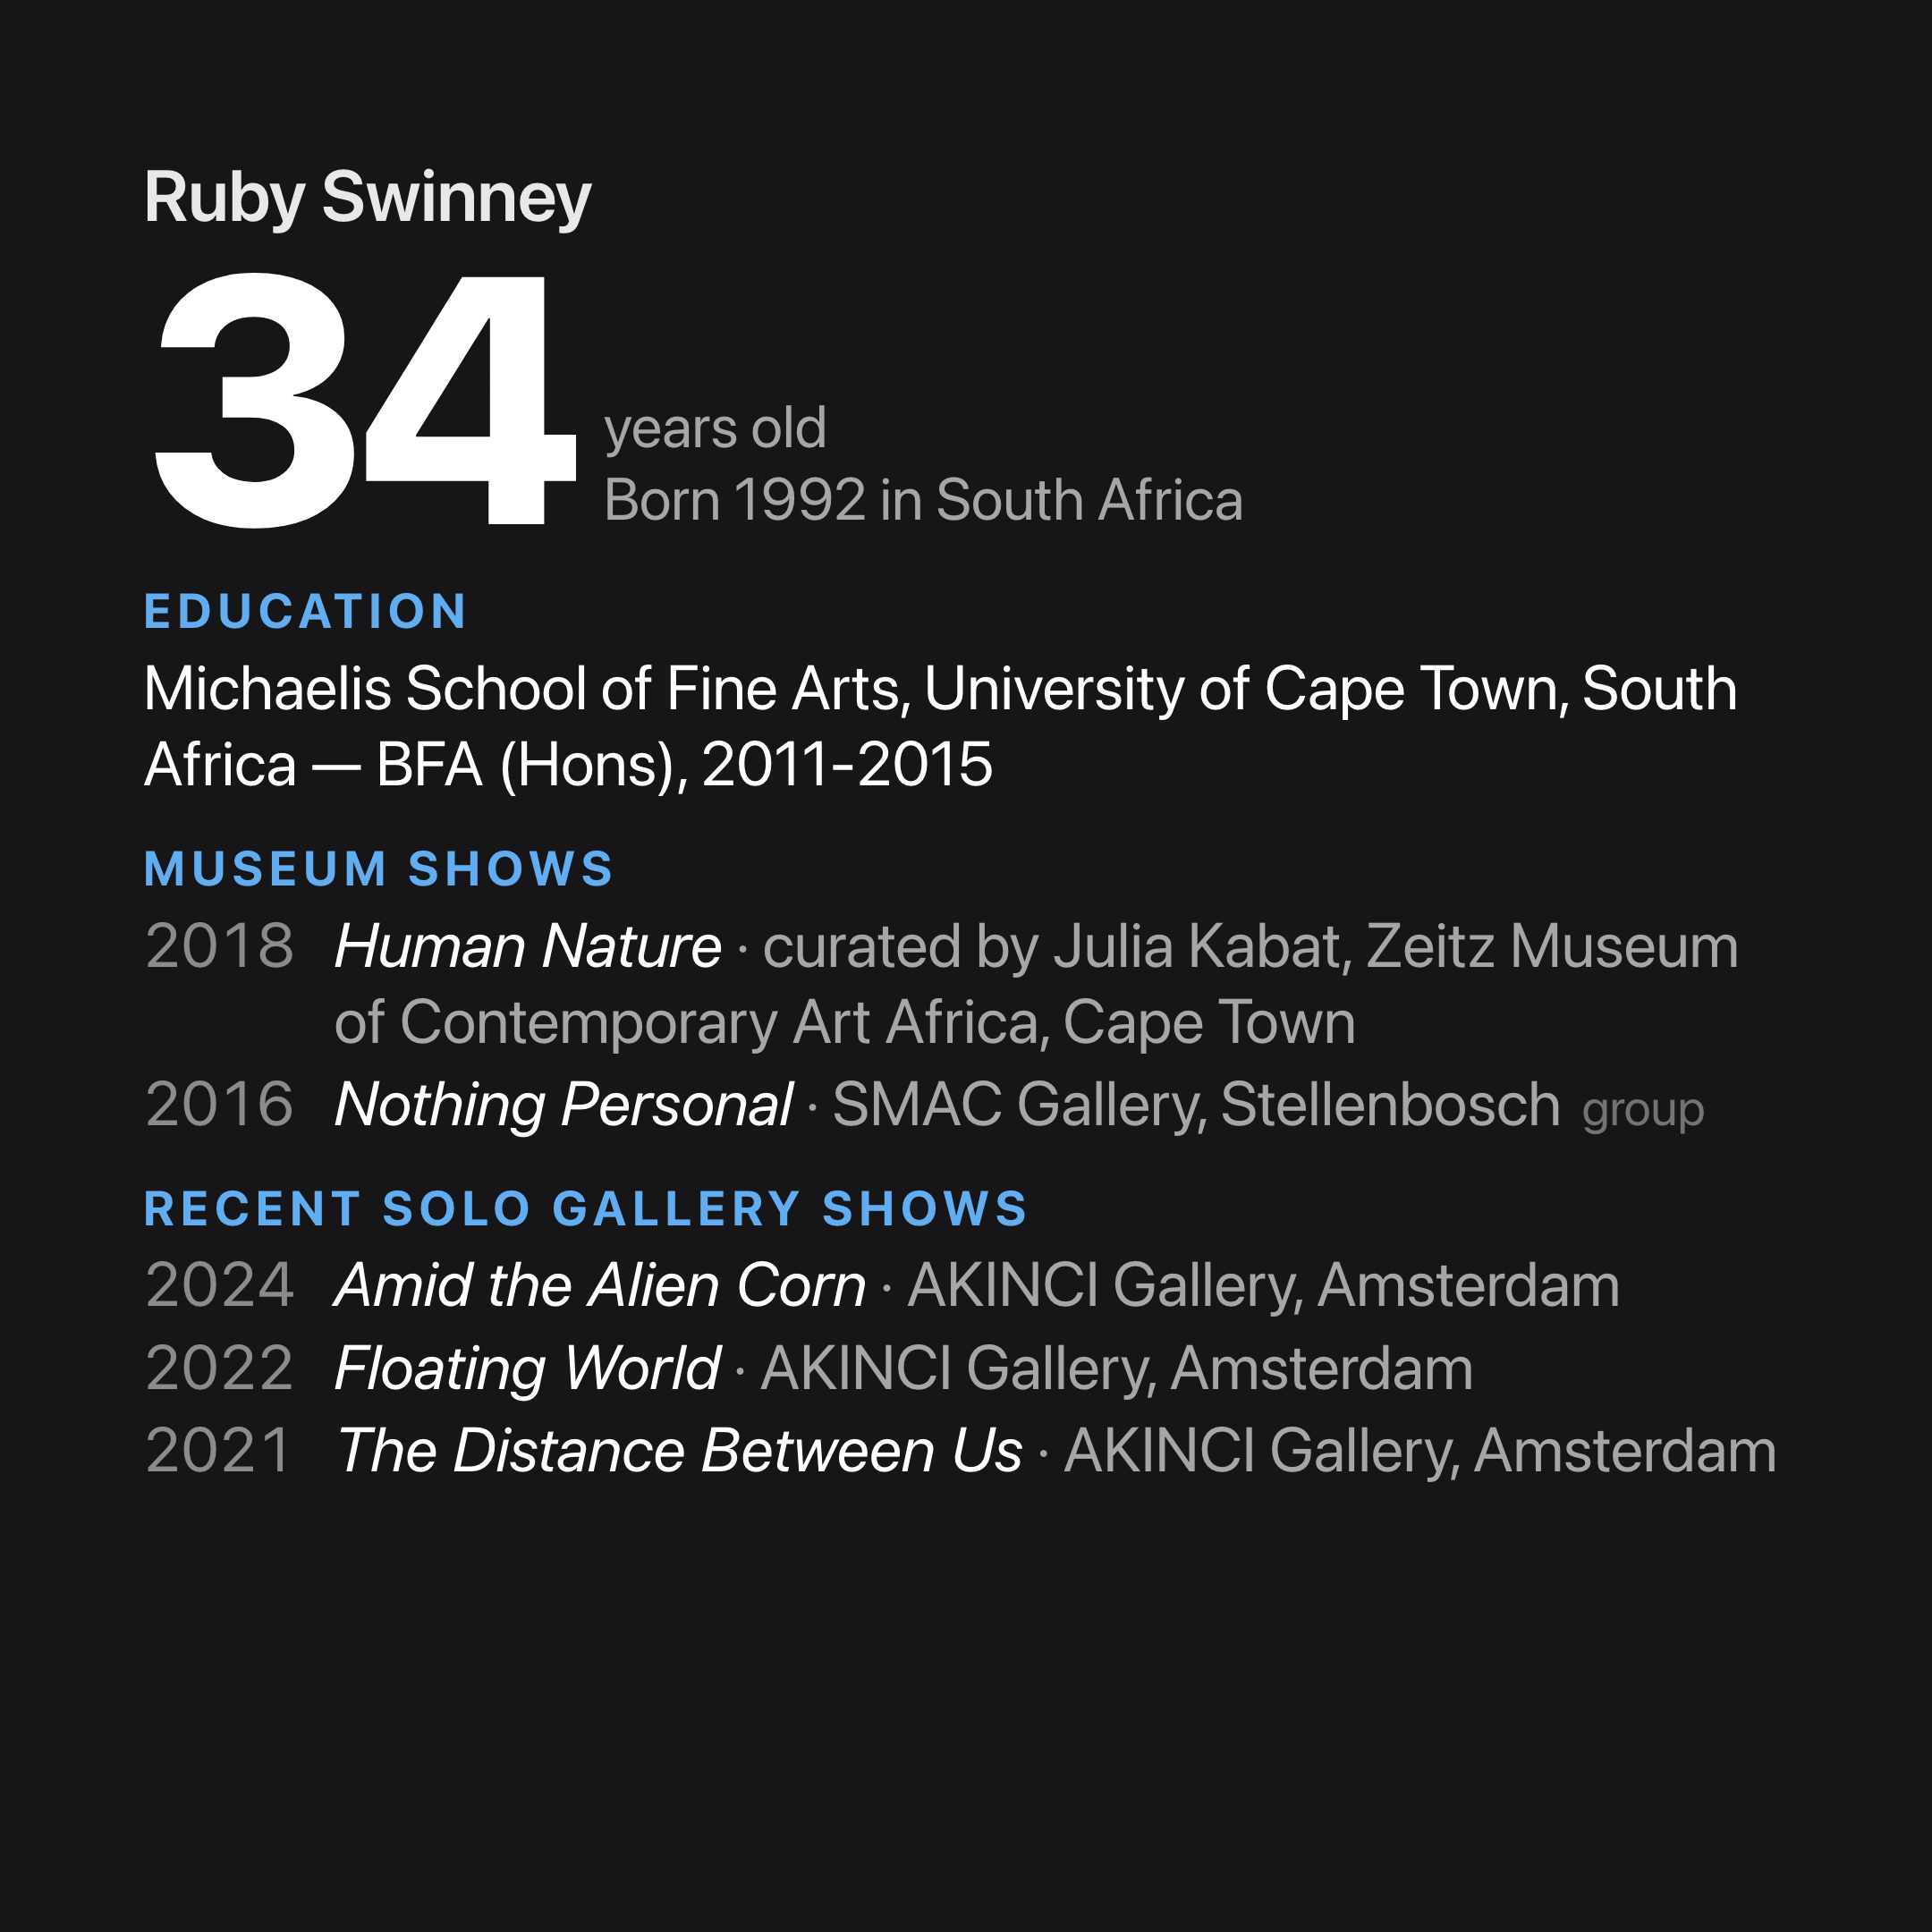 Ruby Swinney
34
years old
Born 1992 in South Africa
EDUCATION
Michaelis School of Fine Arts, University of Cape Town, South
Africa — BFA (Hons), 2011-2015
MUSEUM SHOWS
2018 Human Nature · curated by Julia Kabat, Zeitz Museum
of Contemporary Art Africa, Cape Town
2016 Nothing Personal · SMAC Gallery, Stellenbosch group
RECENT SOLO GALLERY SHOWS
2024 Amid the Alien Corn · AKINCI Gallery, Amsterdam
2022 Floating World · AKINCI Gallery, Amsterdam
2021 The Distance Between Us · AKINCI Gallery, Amsterdam